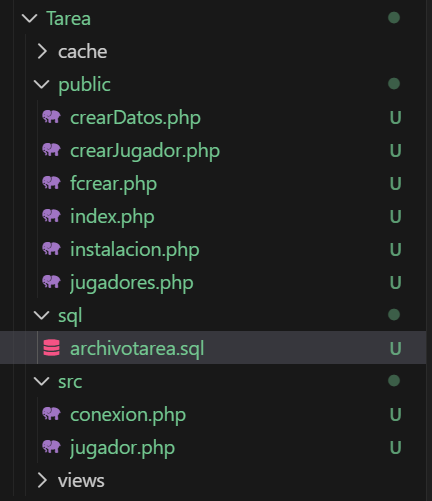 Tarea
cache
public
crearDatos.php U
crearJugador.php U
fcrear.php U
index.php U
instalacion.php U
jugadores.php U
sql
archivotarea.sql U
src
conexion.php U
jugador.php U
views